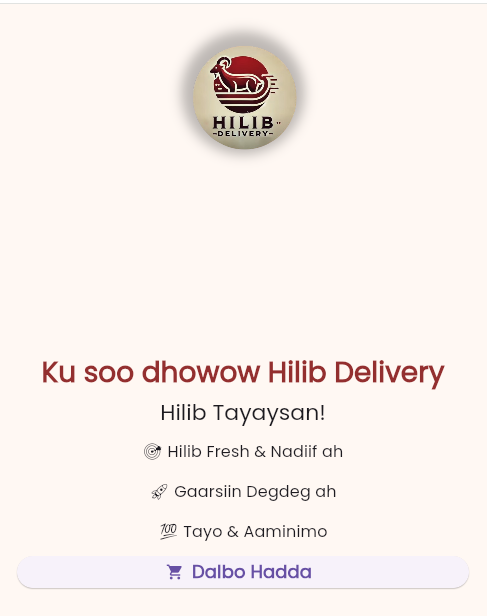 HILIB
-DELIVERY-
Ku soo dhowow Hilib Delivery
Hilib Tayaysan!
🎯 Hilib Fresh & Nadiif ah
🚀 Gaarsiin Degdeg ah
💯 Tayo & Aaminimo
Dalbo Hadda